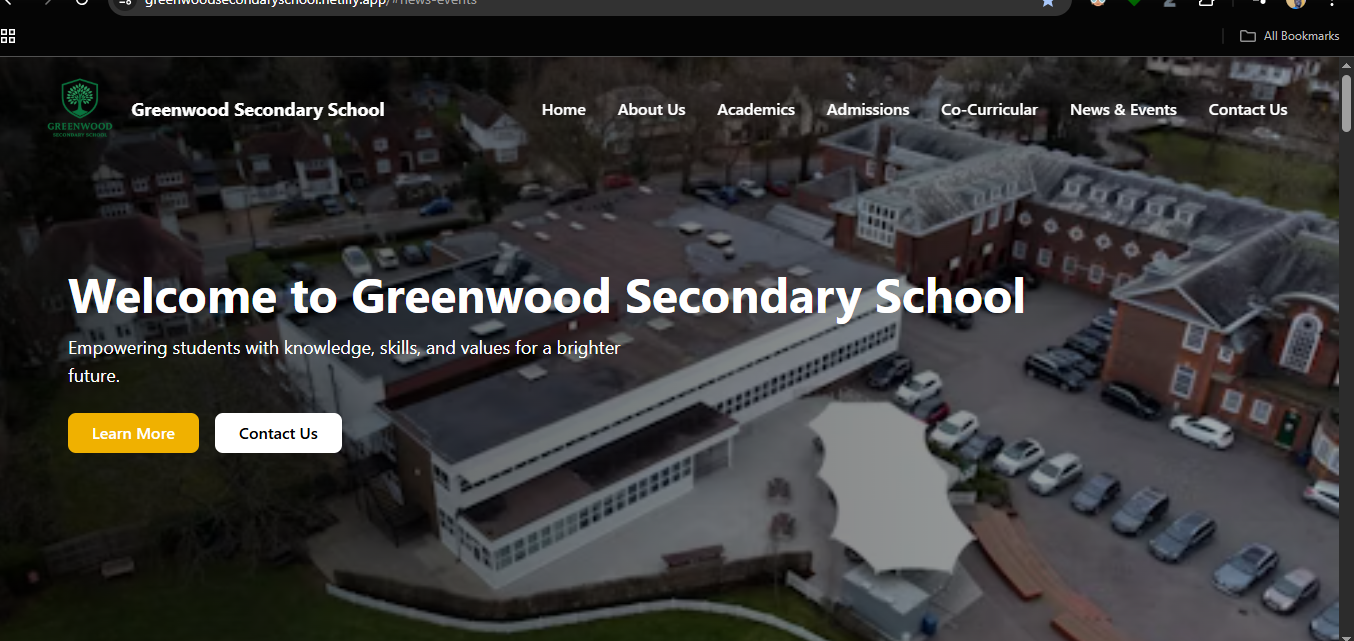 greenwoodsecondaryschool.netlify.app/#news-events
All Bookmarks
GREENWOOD
SECONDARY SCHOOL
Greenwood Secondary School
Home
About Us
Academics
Admissions
Co-Curricular
News & Events
Contact Us
Welcome to Greenwood Secondary School
Empowering students with knowledge, skills, and values for a brighter
future.
Learn More
Contact Us